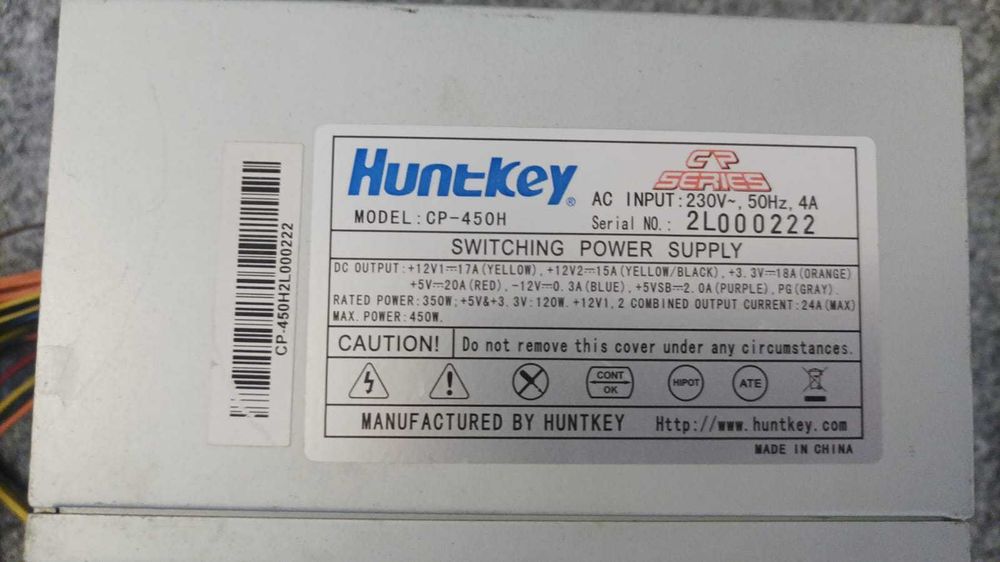 CP-450H2L000222
Huntkey®
CP
SERIES
AC INPUT:230V~, 50Hz, 4A
MODEL:CP-450H
Serial NO.: 2L000222
SWITCHING POWER SUPPLY
DC OUTPUT:+12V1⎓17A(YELLOW), +12V2⎓15A(YELLOW/BLACK), +3.3V⎓18A(ORANGE)
+5V⎓20A(RED), -12V⎓0.3A(BLUE), +5VSB⎓2.0A(PURPLE), PG(GRAY).
RATED POWER:350W;+5V&+3.3V:120W. +12V1,2 COMBINED OUTPUT CURRENT:24A(MAX)
MAX. POWER:450W.
CAUTION! Do not remove this cover under any circumstances.
CONT
OK
HIPOT
ATE
MANUFACTURED BY HUNTKEY Http://www.huntkey.com
MADE IN CHINA